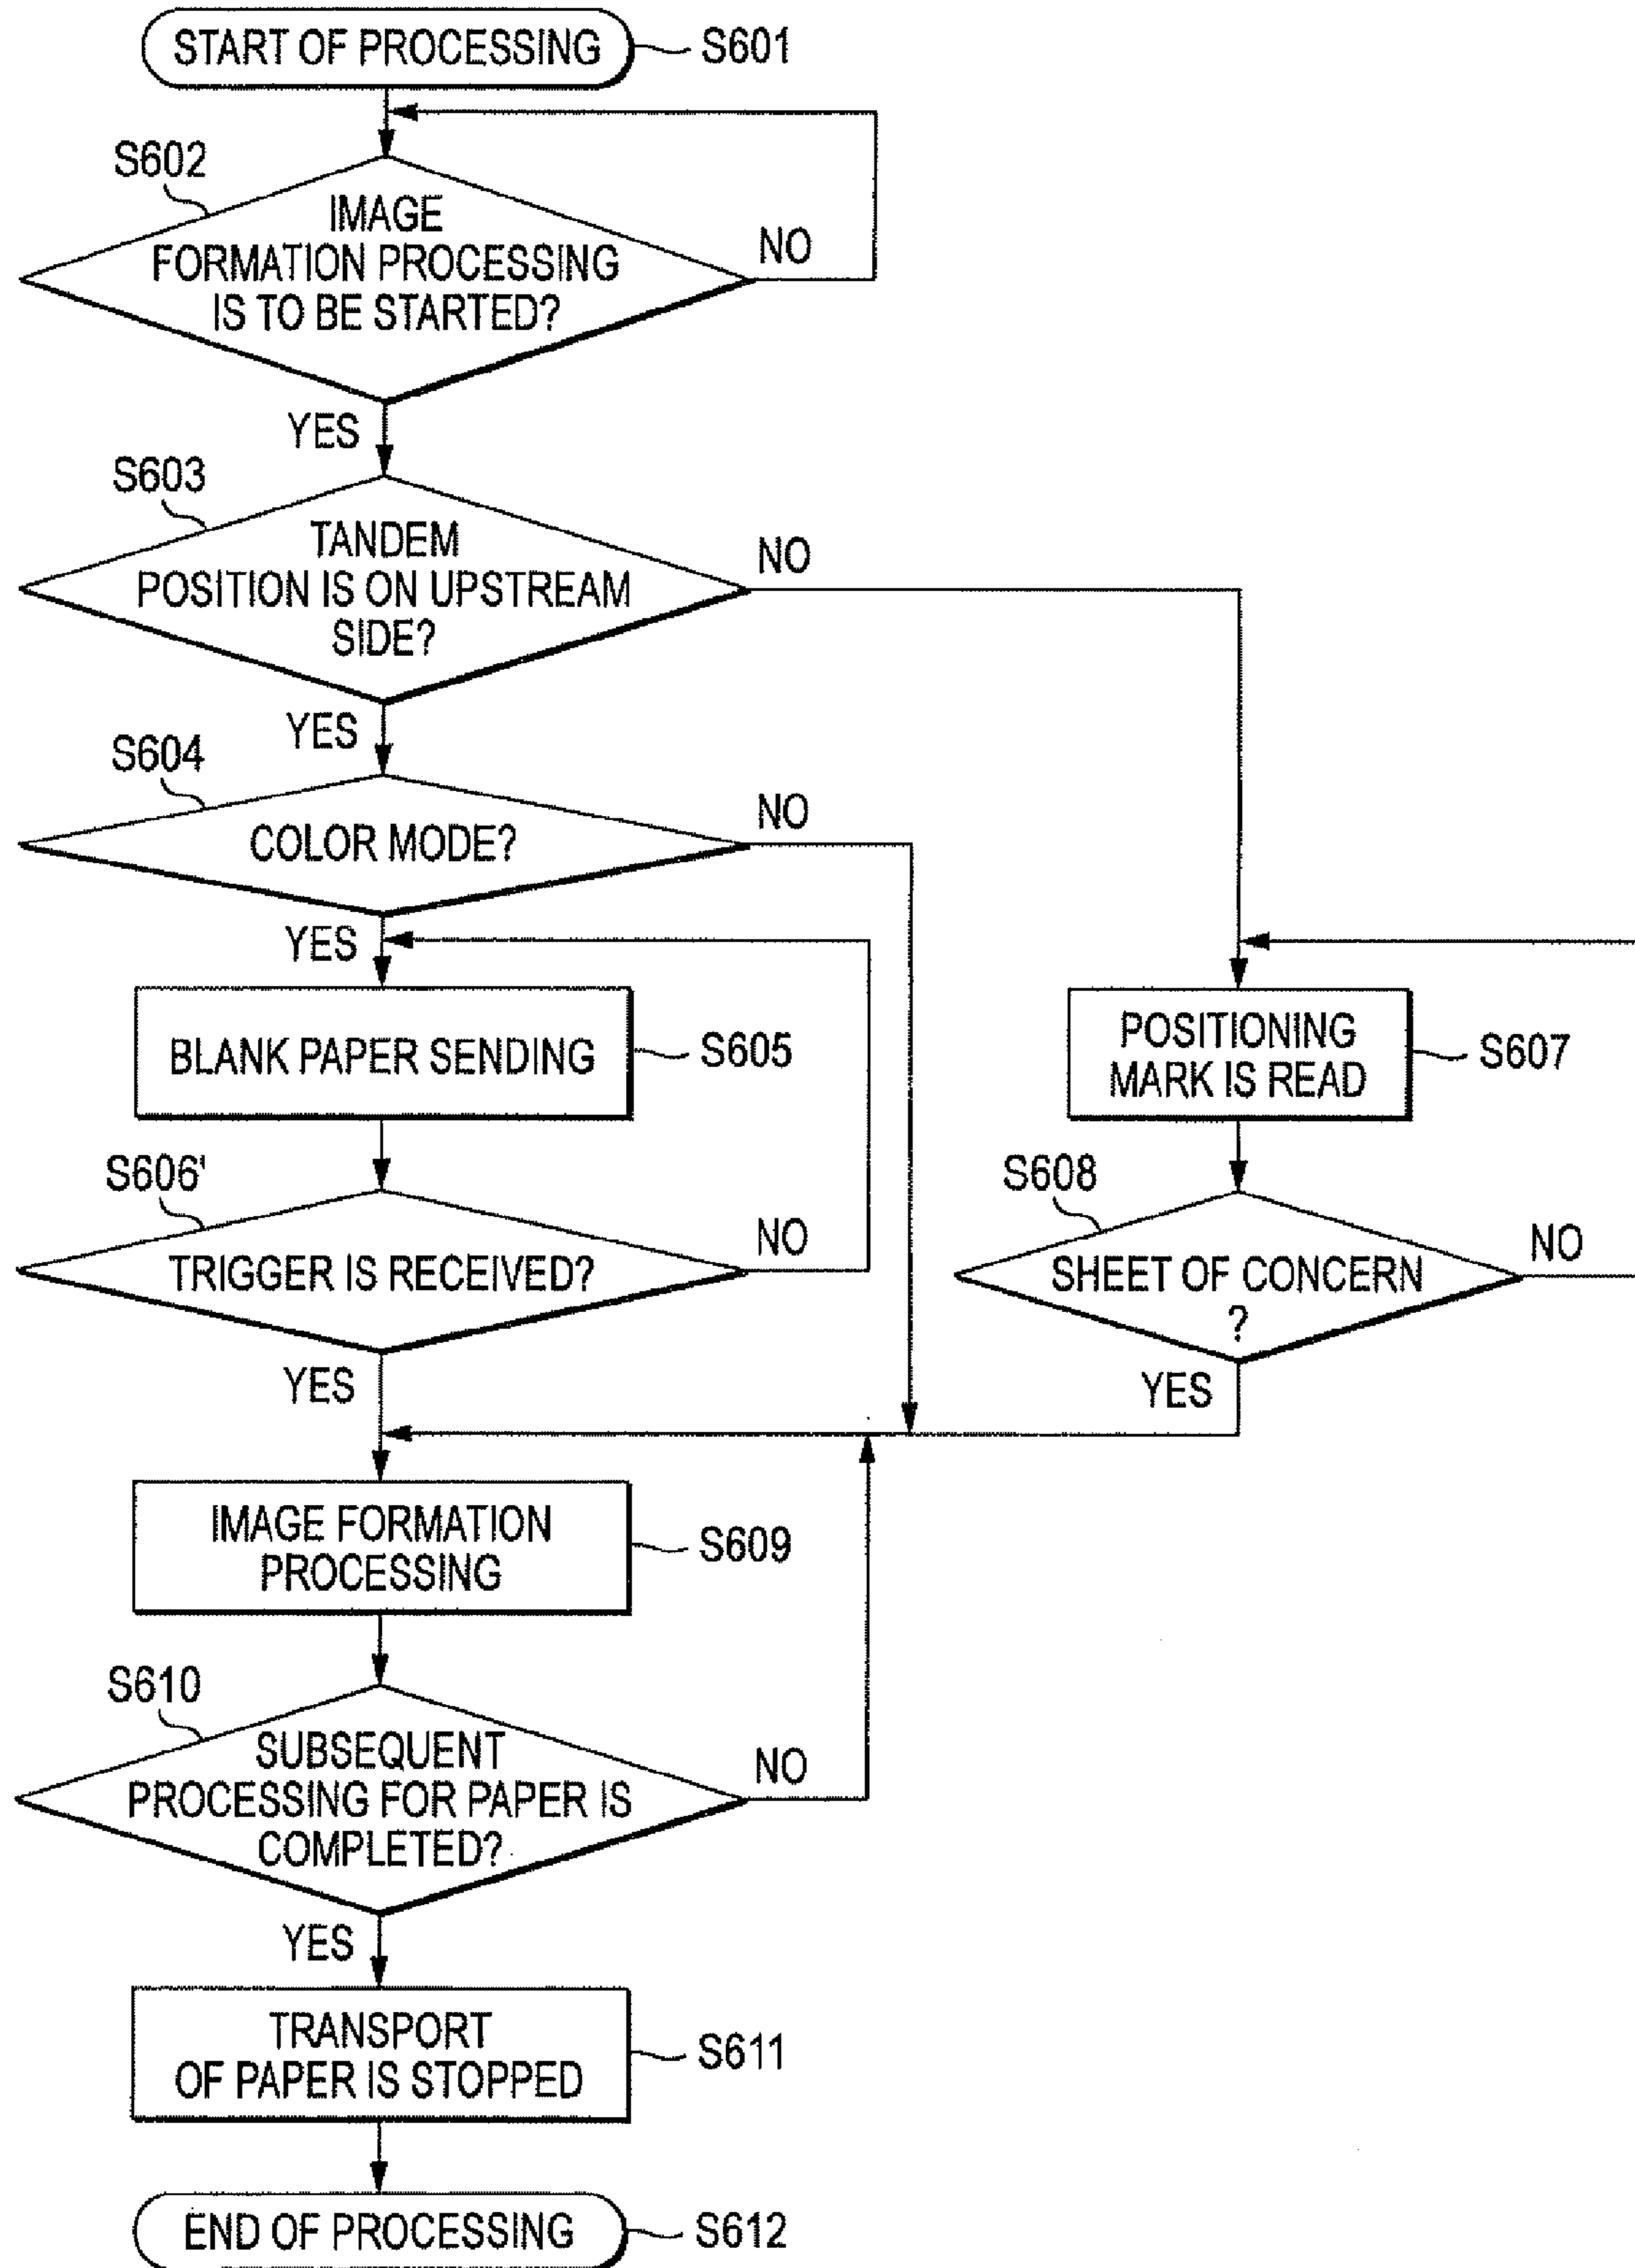 START OF PROCESSING
S601
S602
IMAGE
FORMATION PROCESSING
IS TO BE STARTED?
NO
YES
S603
TANDEM
POSITION IS ON UPSTREAM
SIDE?
NO
YES
S604
COLOR MODE?
NO
YES
BLANK PAPER SENDING
S605
POSITIONING
MARK IS READ
S607
S606'
TRIGGER IS RECEIVED?
NO
YES
S608
SHEET OF CONCERN
?
NO
YES
IMAGE FORMATION
PROCESSING
S609
S610
SUBSEQUENT
PROCESSING FOR PAPER IS
COMPLETED?
NO
YES
TRANSPORT
OF PAPER IS STOPPED
S611
END OF PROCESSING
S612